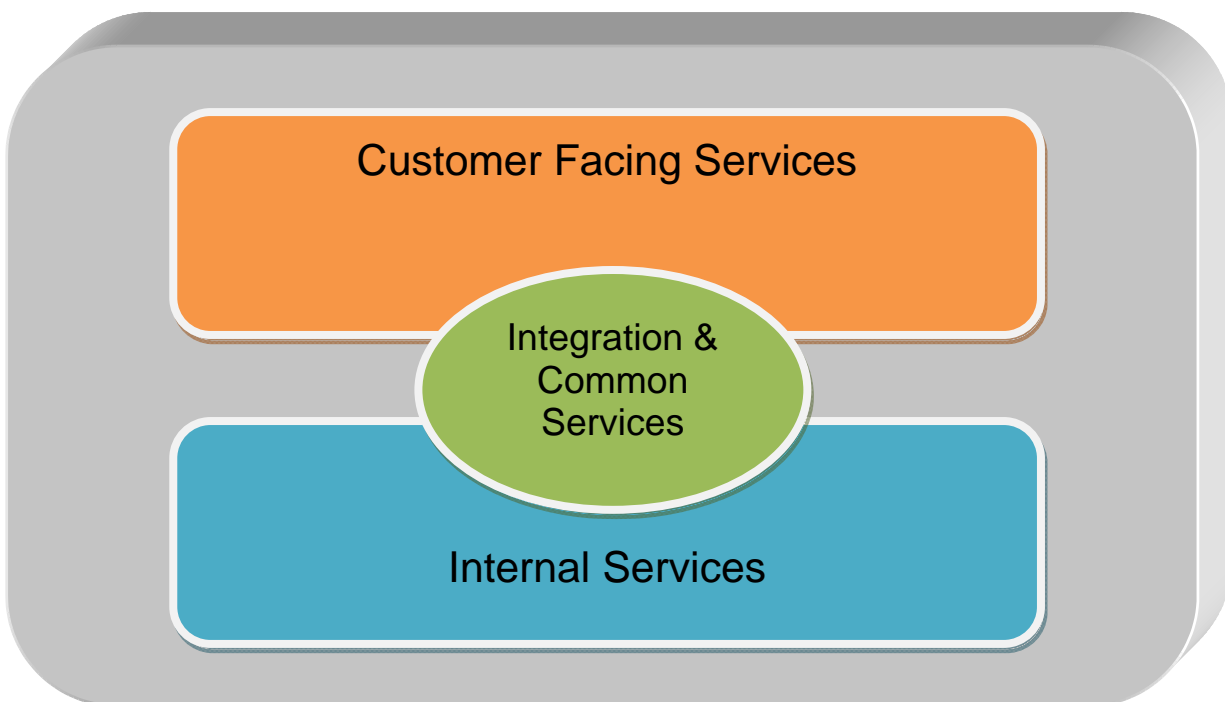 Customer Facing Services
Integration &
Common
Services
Internal Services